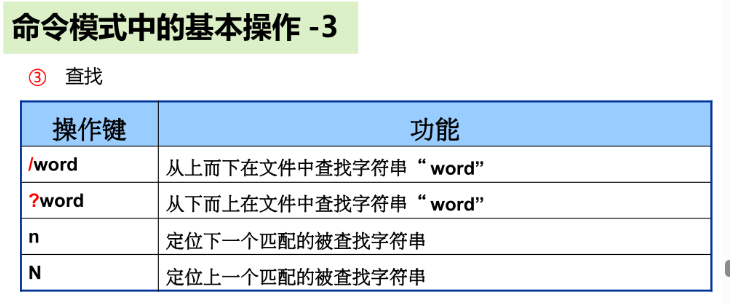 命令模式中的基本操作 -3
③ 查找
操作键 功能
/word 从上而下在文件中查找字符串“ word”
?word 从下而上在文件中查找字符串“ word”
n 定位下一个匹配的被查找字符串
N 定位上一个匹配的被查找字符串